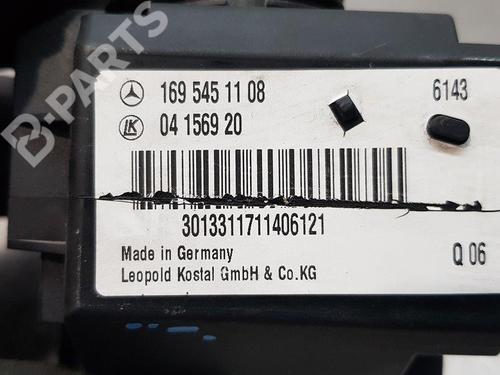 B-PARTS
169 545 11 08
6143
LK
04 1569 20
3013311711406121
Made in Germany
Q 06
Leopold Kostal GmbH & Co.KG